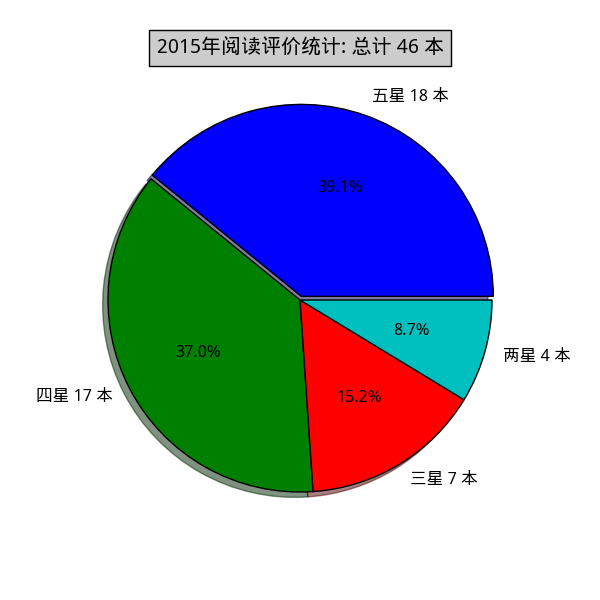 2015年阅读评价统计: 总计 46 本
五星 18 本
39.1%
8.7%
两星 4 本
37.0%
四星 17 本
15.2%
三星 7 本